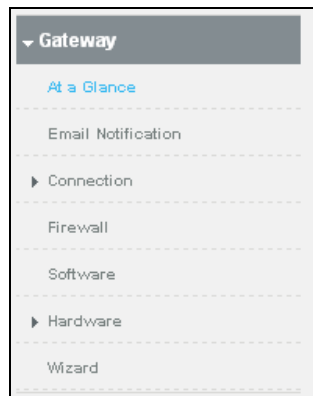 Gateway
At a Glance
Email Notification
Connection
Firewall
Software
Hardware
Wizard